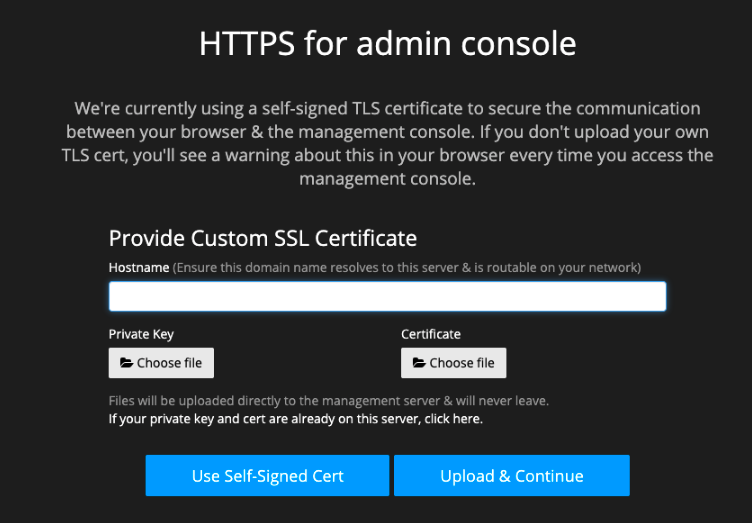 HTTPS for admin console
We're currently using a self-signed TLS certificate to secure the communication
between your browser & the management console. If you don't upload your own
TLS cert, you'll see a warning about this in your browser every time you access the
management console.
Provide Custom SSL Certificate
Hostname (Ensure this domain name resolves to this server & is routable on your network)
Private Key
Certificate
Choose file
Choose file
Files will be uploaded directly to the management server & will never leave.
If your private key and cert are already on this server, click here.
Use Self-Signed Cert
Upload & Continue